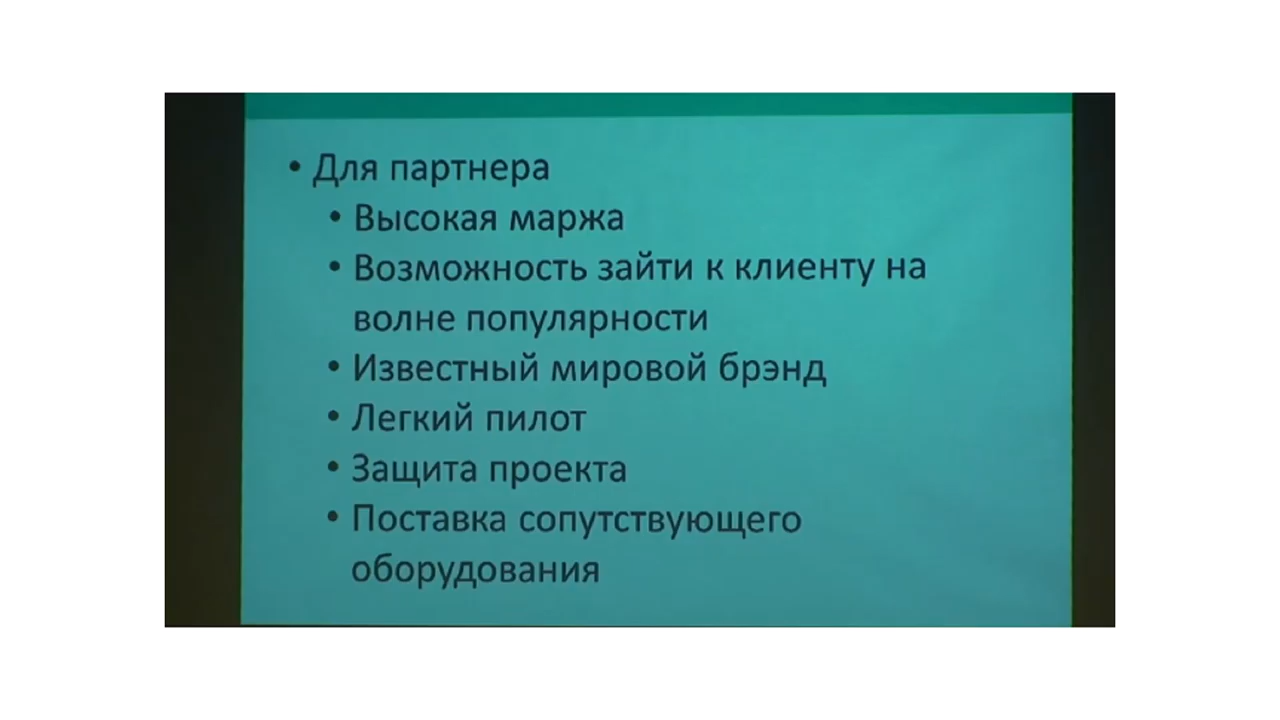 • Для партнера
• Высокая маржа
• Возможность зайти к клиенту на
волне популярности
• Известный мировой брэнд
• Легкий пилот
• Защита проекта
• Поставка сопутствующего
оборудования